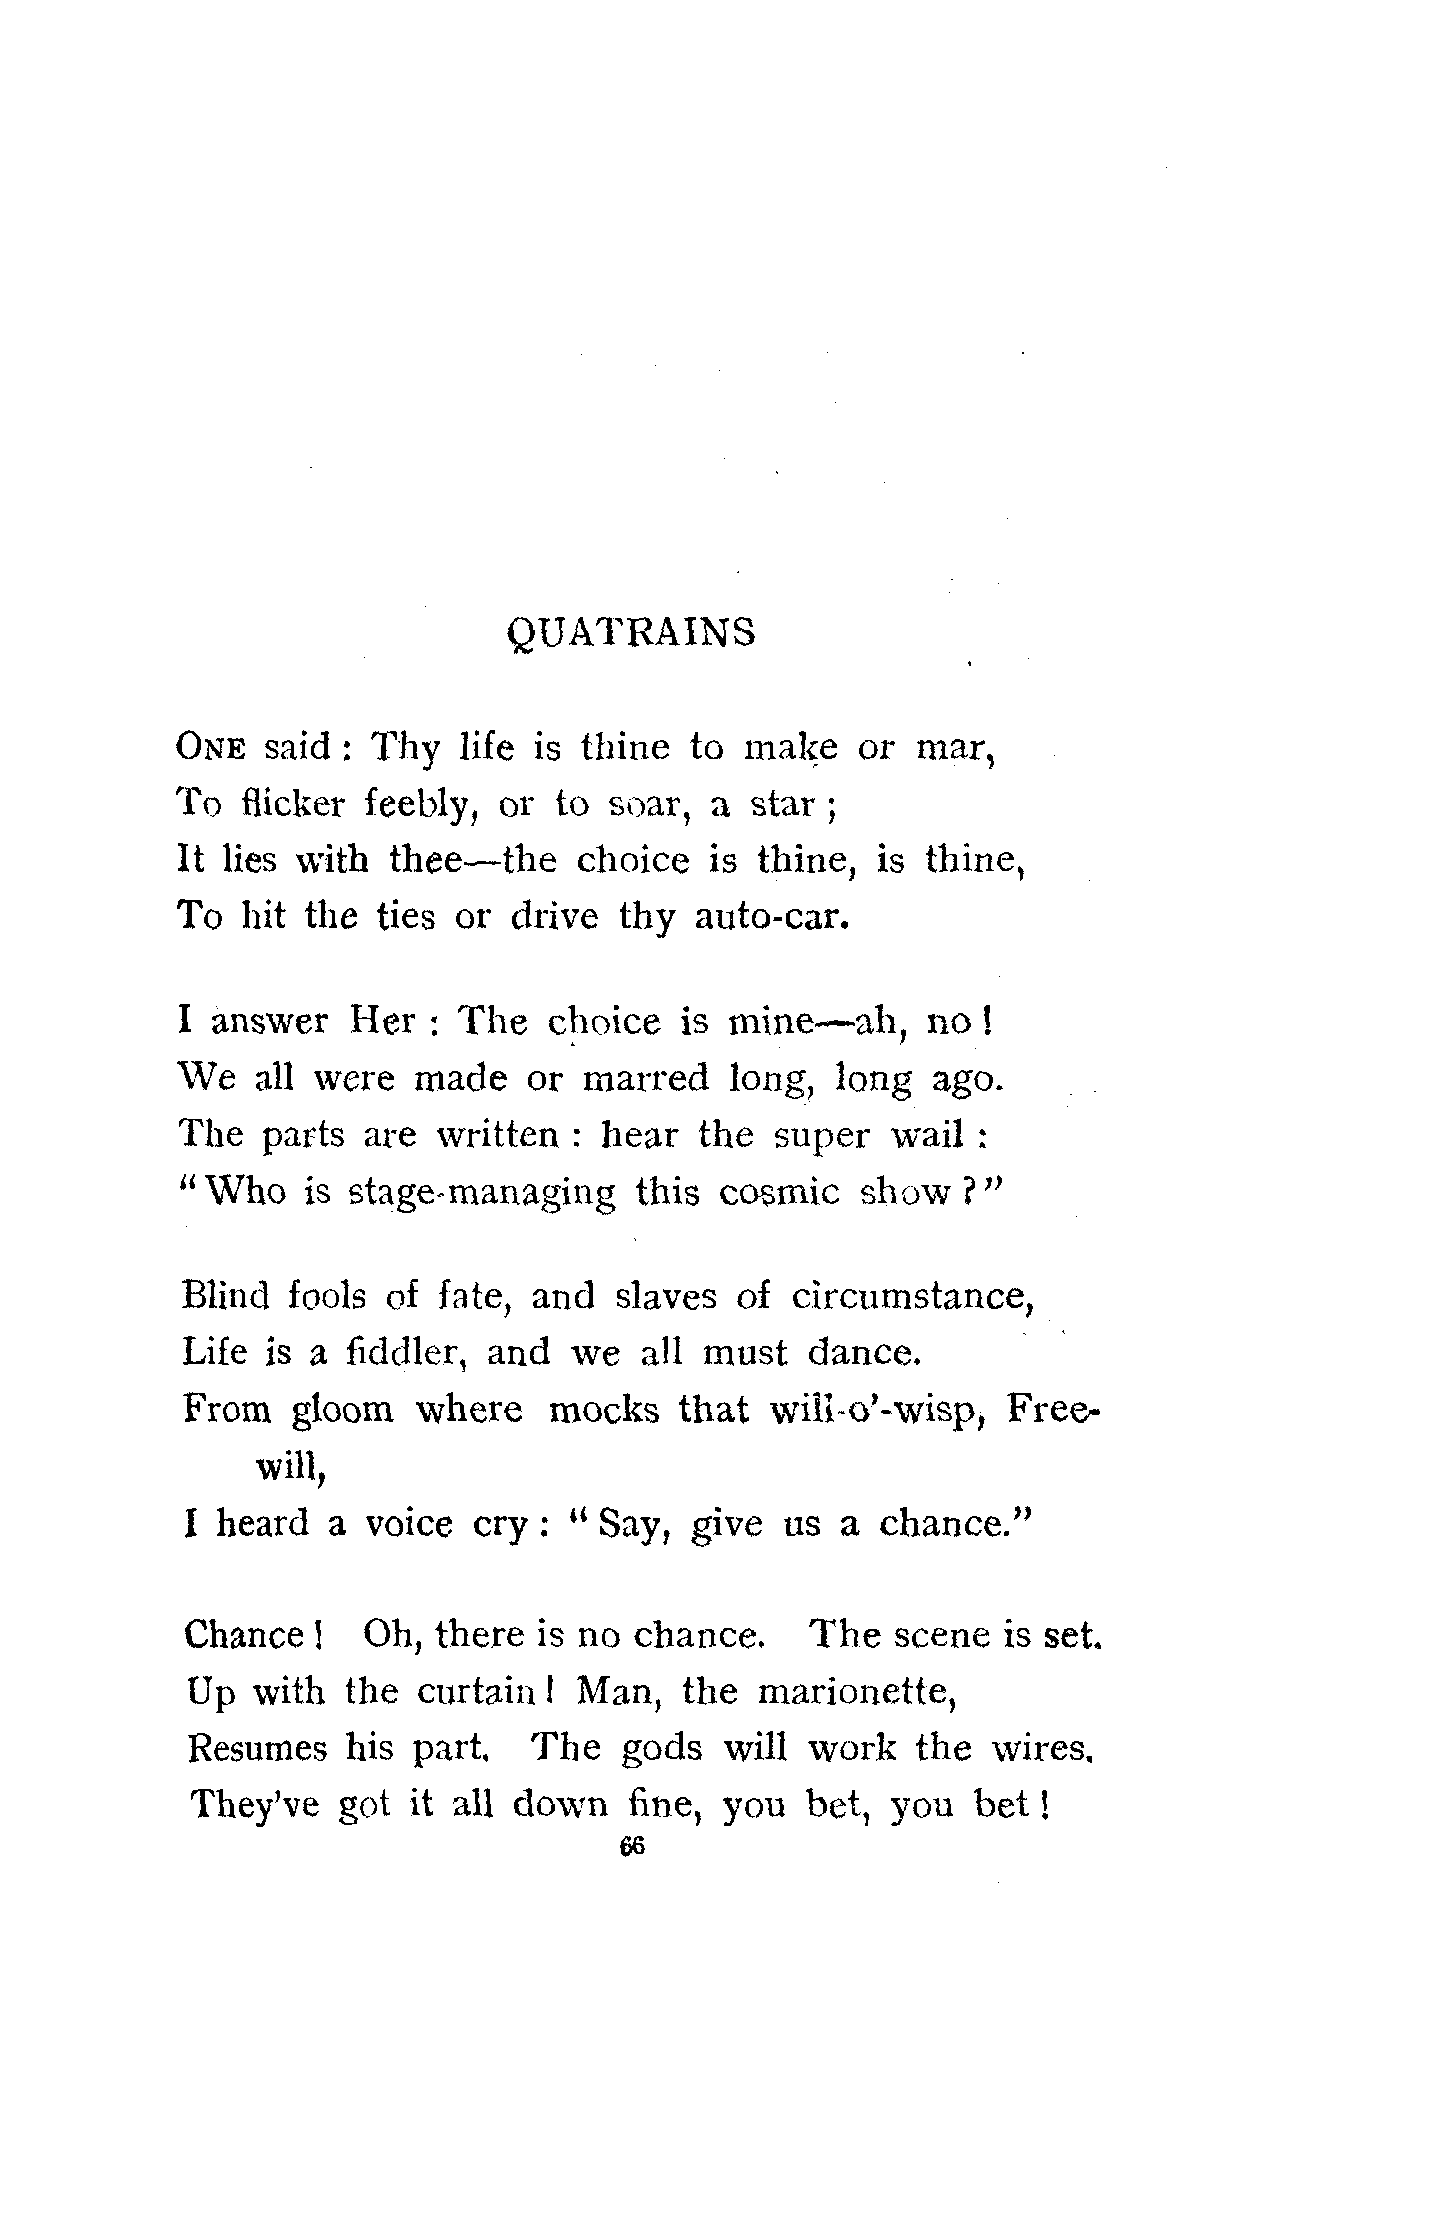 QUATRAINS
ONE said : Thy life is thine to make or mar,
To flicker feebly, or to soar, a star ;
It lies with thee—the choice is thine, is thine,
To hit the ties or drive thy auto-car.
I answer Her : The choice is mine—ah, no !
We all were made or marred long, long ago.
The parts are written : hear the super wail :
“ Who is stage-managing this cosmic show ? ”
Blind fools of fate, and slaves of circumstance,
Life is a fiddler, and we all must dance.
From gloom where mocks that will-o’-wisp, Free-
will,
I heard a voice cry : “ Say, give us a chance.”
Chance ! Oh, there is no chance. The scene is set.
Up with the curtain ! Man, the marionette,
Resumes his part. The gods will work the wires.
They’ve got it all down fine, you bet, you bet !
66